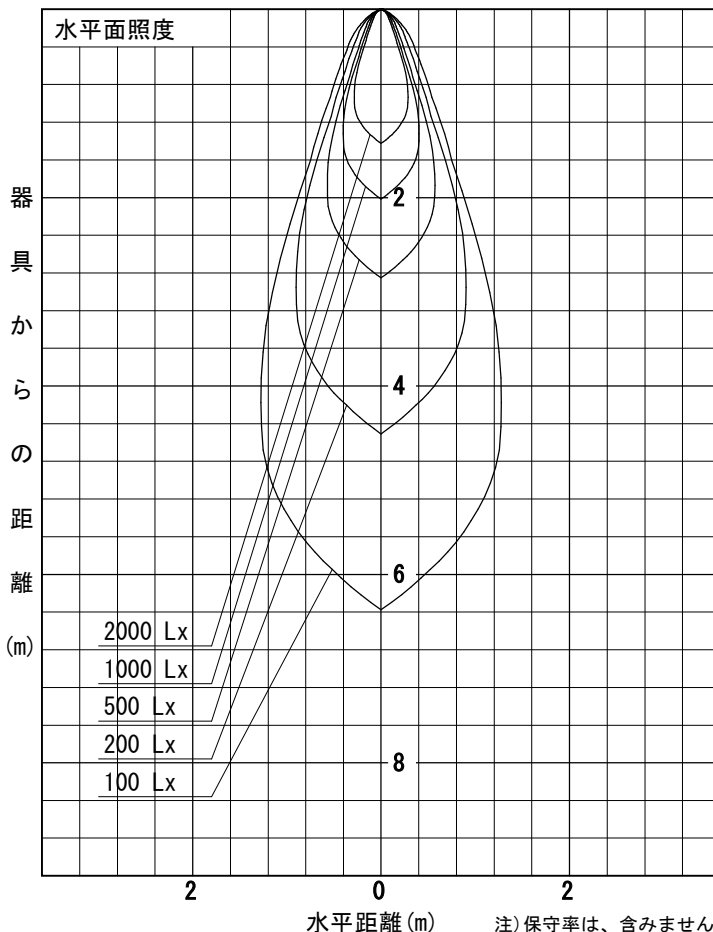 水平面照度
器具からの距離(m)
2
4
6
8
2000 Lx
1000 Lx
500 Lx
200 Lx
100 Lx
2
0
2
水平距離(m)
注)保守率は、含みません